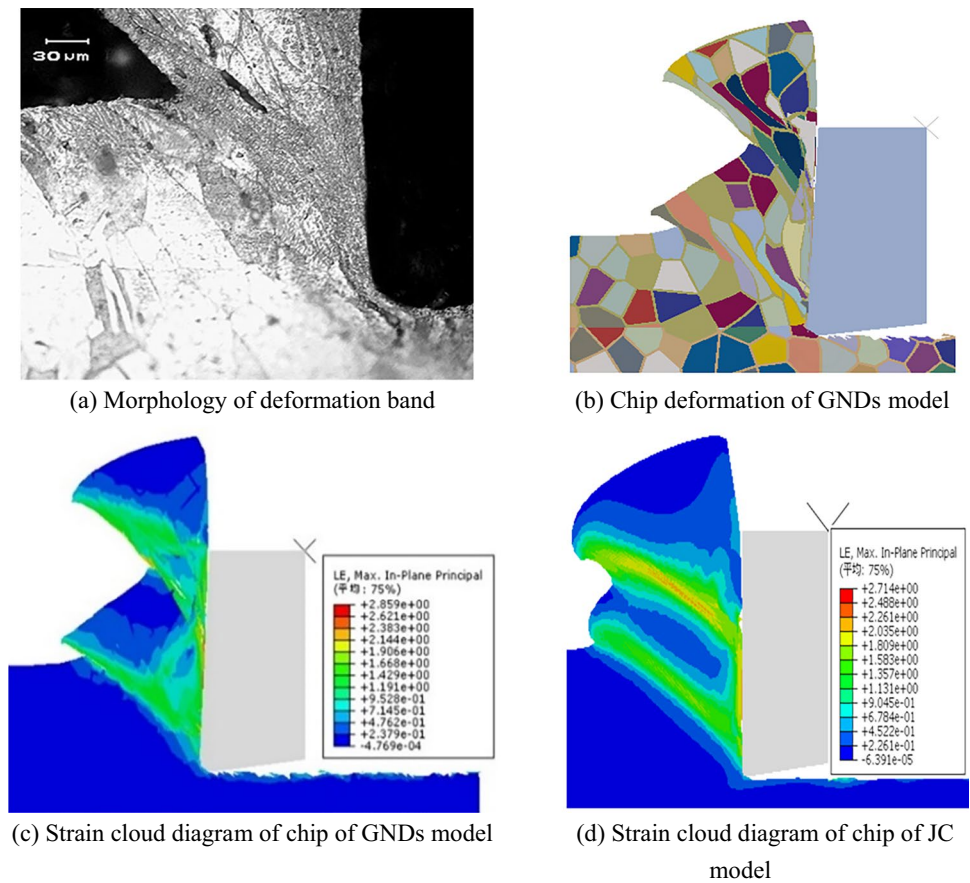 30 μm
(a) Morphology of deformation band
(b) Chip deformation of GNDs model
LE, Max. In-Plane Principal
(平均: 75%)
+2.859e+00
+2.621e+00
+2.383e+00
+2.144e+00
+1.906e+00
+1.668e+00
+1.429e+00
+1.191e+00
+9.528e-01
+7.145e-01
+4.762e-01
+2.379e-01
-4.769e-04
(c) Strain cloud diagram of chip of GNDs model
LE, Max. In-Plane Principal
(平均: 75%)
+2.714e+00
+2.488e+00
+2.261e+00
+2.035e+00
+1.809e+00
+1.583e+00
+1.357e+00
+1.131e+00
+9.045e-01
+6.784e-01
+4.522e-01
+2.261e-01
-6.391e-05
(d) Strain cloud diagram of chip of JC
model